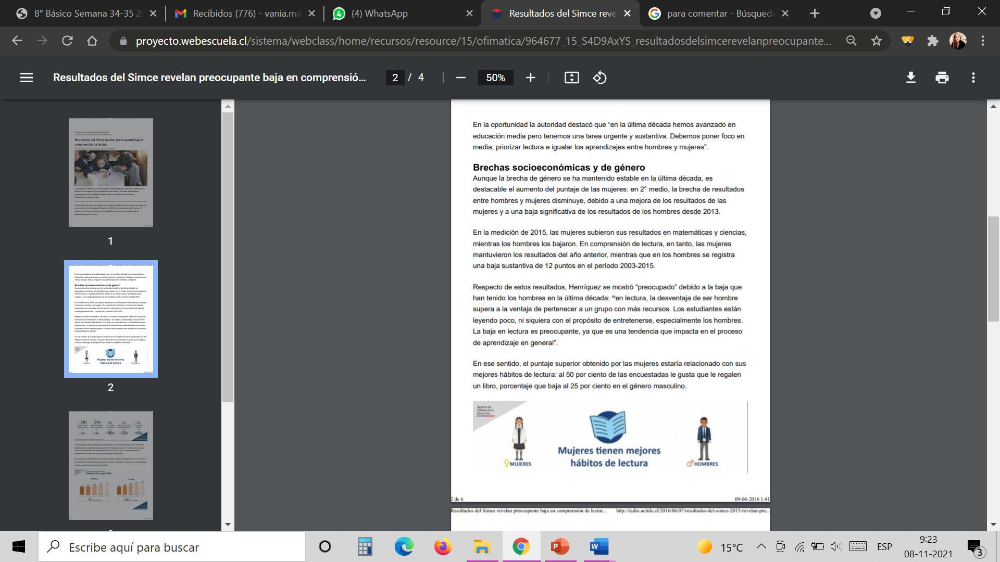 8° Básico Semana 34-35 20
Recibidos (776) - vania.ma
(4) WhatsApp
Resultados del Simce reve
para comentar - Búsqueda
proyecto.webescuela.cl/sistema/webclass/home/recursos/resource/15/ofimatica/964677_15_S4D9AxYS_resultadosdelsimcerevelanpreocupante...
Resultados del Simce revelan preocupante baja en comprensió...
2 / 4
50%
Resultados del Simce revelan preocupante baja en
comprensión de lectura
1
2
En la oportunidad la autoridad destacó que “en la última década hemos avanzado en
educación media pero tenemos una tarea urgente y sustantiva. Debemos poner foco en
media, priorizar lectura e igualar los aprendizajes entre hombres y mujeres”.
Brechas socioeconómicas y de género
Aunque la brecha de género se ha mantenido estable en la última década, es
destacable el aumento del puntaje de las mujeres: en 2° medio, la brecha de resultados
entre hombres y mujeres disminuye, debido a una mejora de los resultados de las
mujeres y a una baja significativa de los resultados de los hombres desde 2013.
En la medición de 2015, las mujeres subieron sus resultados en matemáticas y ciencias,
mientras los hombres los bajaron. En comprensión de lectura, en tanto, las mujeres
mantuvieron los resultados del año anterior, mientras que en los hombres se registra
una baja sustantiva de 12 puntos en el período 2003-2015.
Respecto de estos resultados, Henríquez se mostró “preocupado” debido a la baja que
han tenido los hombres en la última década: “en lectura, la desventaja de ser hombre
supera a la ventaja de pertenecer a un grupo con más recursos. Los estudiantes están
leyendo poco, ni siquiera con el propósito de entretenerse, especialmente los hombres.
La baja en lectura es preocupante, ya que es una tendencia que impacta en el proceso
de aprendizaje en general”.
En ese sentido, el puntaje superior obtenido por las mujeres estaría relacionado con sus
mejores hábitos de lectura: al 50 por ciento de las encuestadas le gusta que le regalen
un libro, porcentaje que baja al 25 por ciento en el género masculino.
Agencia de
Calidad de la
Educación
Mujeres tienen mejores
hábitos de lectura
MUJERES
HOMBRES
2 de 6
09-06-2016 1:41
Resultados del Simce revelan preocupante baja en comprensión de lectur...
http://radio.uchile.cl/2016/06/07/resultados-del-simce-2015-revelan-pre...
Escribe aquí para buscar
15°C
ESP
9:23
08-11-2021
3